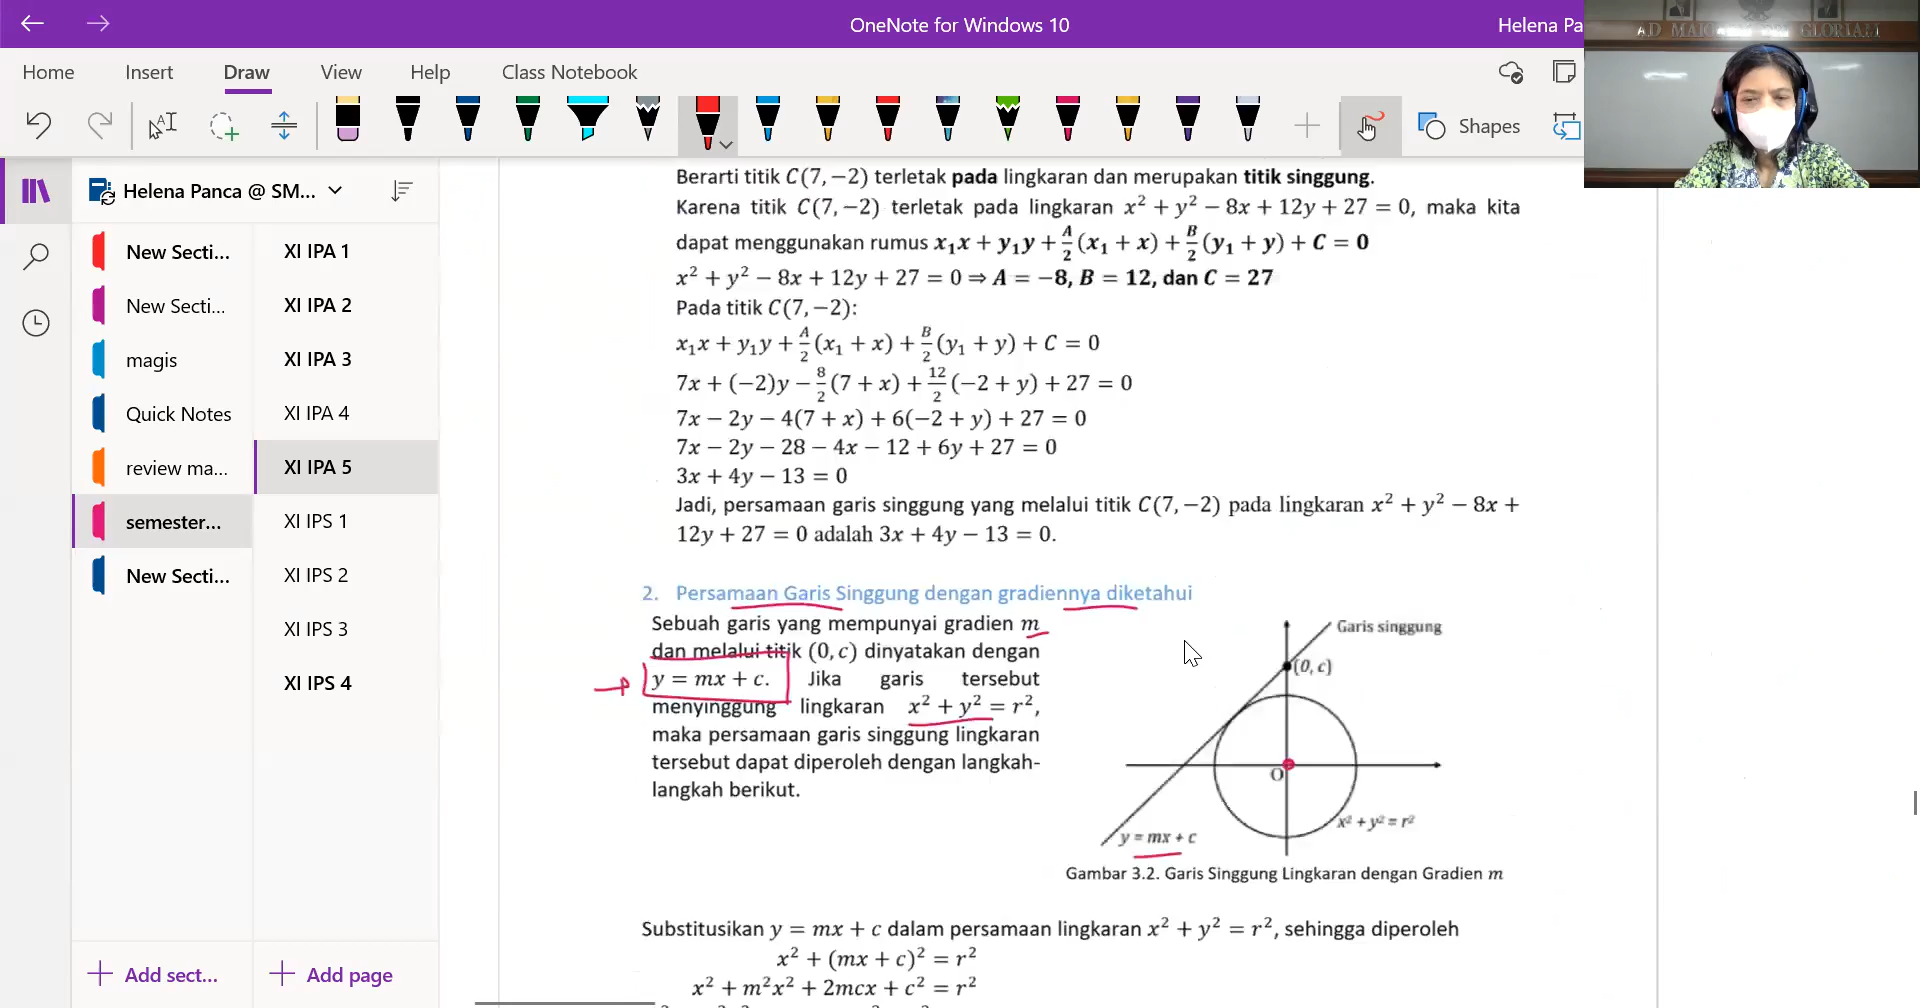 OneNote for Windows 10
Helena Pa
AD MAJO GLORIAM
Home Insert Draw View Help Class Notebook
Shapes
Helena Panca @ SM...
New Secti...
New Secti...
magis
Quick Notes
review ma...
semester...
New Secti...
XI IPA 1
XI IPA 2
XI IPA 3
XI IPA 4
XI IPA 5
XI IPS 1
XI IPS 2
XI IPS 3
XI IPS 4
Add sect...
Add page
Berarti titik C(7, −2) terletak pada lingkaran dan merupakan titik singgung.
Karena titik C(7, −2) terletak pada lingkaran x² + y² − 8x + 12y + 27 = 0, maka kita
dapat menggunakan rumus x₁x + y₁y + A/2 (x₁ + x) + B/2 (y₁ + y) + C = 0
x² + y² − 8x + 12y + 27 = 0 ⇒ A = −8, B = 12, dan C = 27
Pada titik C(7, −2):
x₁x + y₁y + A/2 (x₁ + x) + B/2 (y₁ + y) + C = 0
7x + (−2)y − 8/2 (7 + x) + 12/2 (−2 + y) + 27 = 0
7x − 2y − 4(7 + x) + 6(−2 + y) + 27 = 0
7x − 2y − 28 − 4x − 12 + 6y + 27 = 0
3x + 4y − 13 = 0
Jadi, persamaan garis singgung yang melalui titik C(7, −2) pada lingkaran x² + y² − 8x +
12y + 27 = 0 adalah 3x + 4y − 13 = 0.
2. Persamaan Garis Singgung dengan gradiennya diketahui
Sebuah garis yang mempunyai gradien m
dan melalui titik (0, c) dinyatakan dengan
y = mx + c. Jika garis tersebut
menyinggung lingkaran x² + y² = r²,
maka persamaan garis singgung lingkaran
tersebut dapat diperoleh dengan langkah-
langkah berikut.
Garis singgung
(0, c)
O
x² + y² = r²
y = mx + c
Gambar 3.2. Garis Singgung Lingkaran dengan Gradien m
Substitusikan y = mx + c dalam persamaan lingkaran x² + y² = r², sehingga diperoleh
x² + (mx + c)² = r²
x² + m²x² + 2mcx + c² = r²